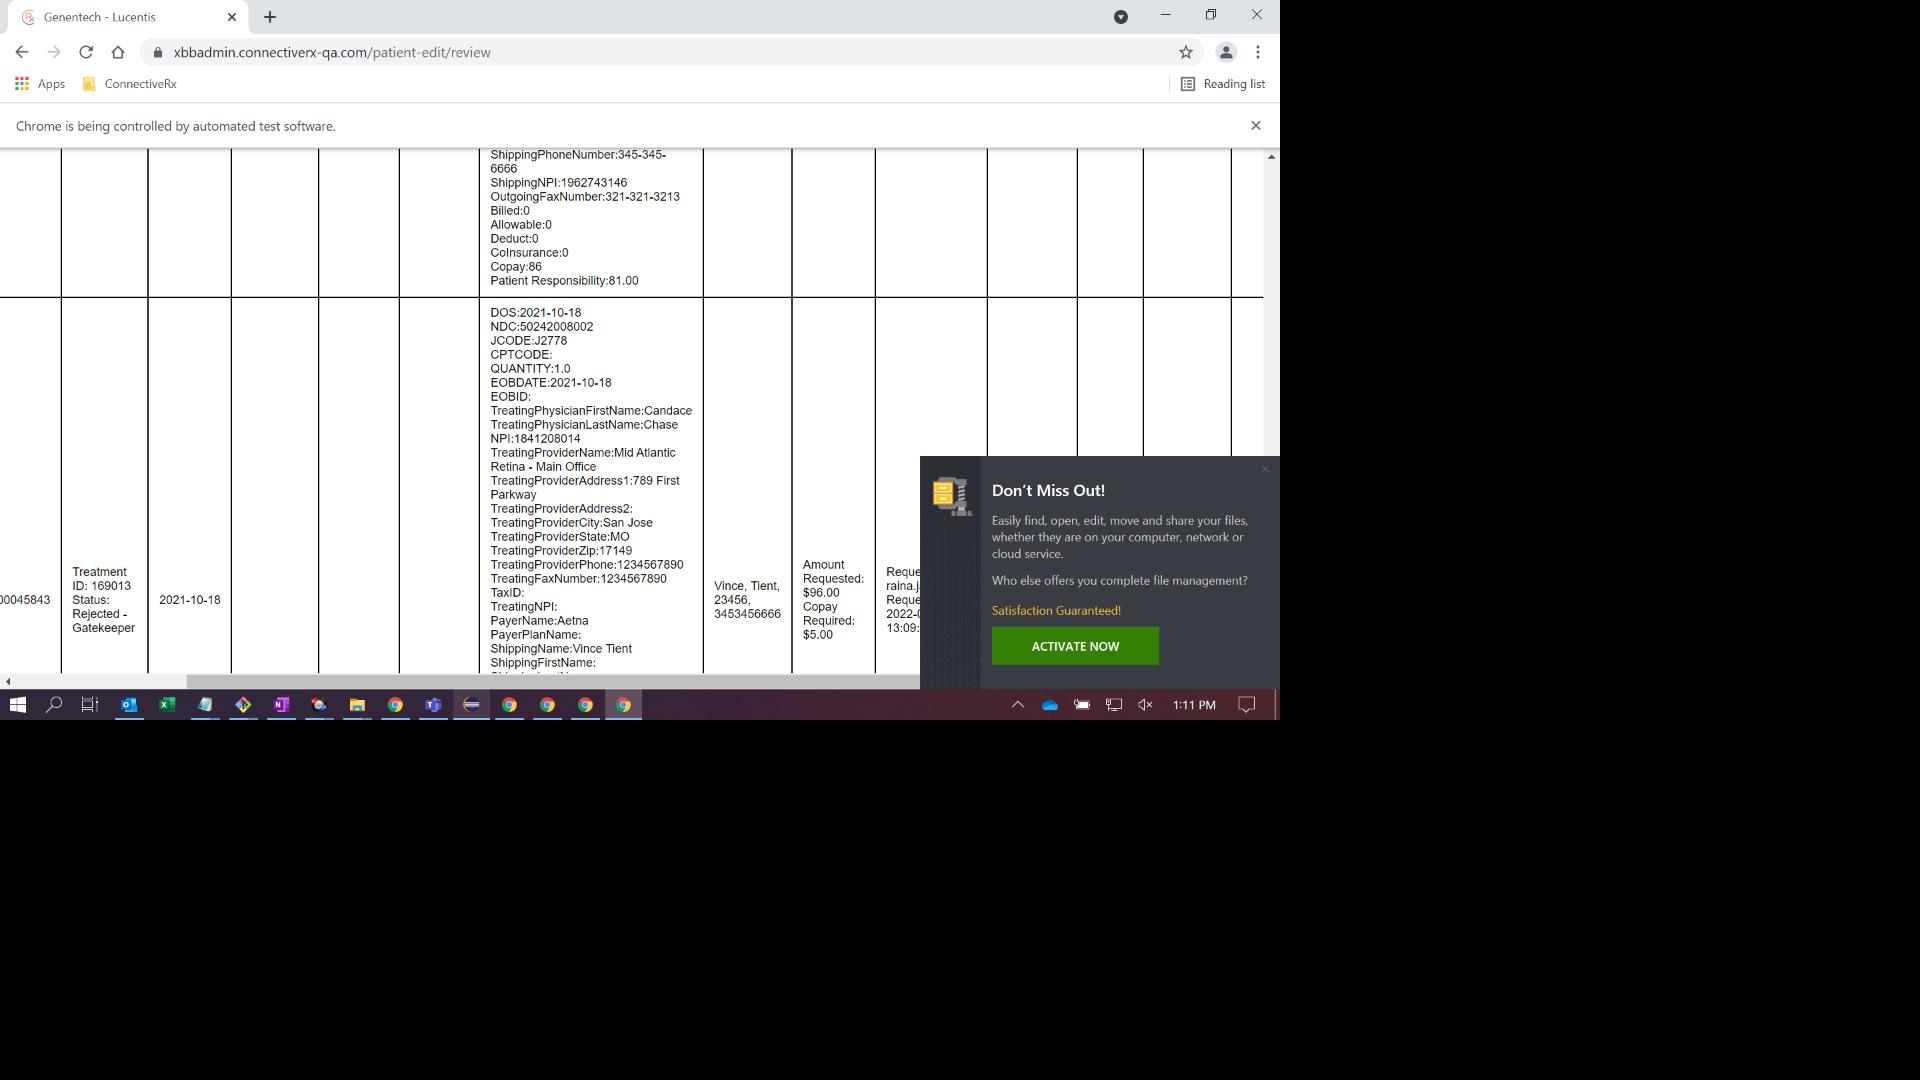 Genentech - Lucentis
xbbadmin.connectiverx-qa.com/patient-edit/review
Apps
ConnectiveRx
Reading list
Chrome is being controlled by automated test software.
ShippingPhoneNumber:345-345-
6666
ShippingNPI:1962743146
OutgoingFaxNumber:321-321-3213
Billed:0
Allowable:0
Deduct:0
CoInsurance:0
Copay:86
Patient Responsibility:81.00
00045843
Treatment
ID: 169013
Status:
Rejected -
Gatekeeper
2021-10-18
DOS:2021-10-18
NDC:50242008002
JCODE:J2778
CPTCODE:
QUANTITY:1.0
EOBDATE:2021-10-18
EOBID:
TreatingPhysicianFirstName:Candace
TreatingPhysicianLastName:Chase
NPI:1841208014
TreatingProviderName:Mid Atlantic
Retina - Main Office
TreatingProviderAddress1:789 First
Parkway
TreatingProviderAddress2:
TreatingProviderCity:San Jose
TreatingProviderState:MO
TreatingProviderZip:17149
TreatingProviderPhone:1234567890
TreatingFaxNumber:1234567890
TaxID:
TreatingNPI:
PayerName:Aetna
PayerPlanName:
ShippingName:Vince Tient
ShippingFirstName:
Vince, Tient,
23456,
3453456666
Amount
Requested:
$96.00
Copay
Required:
$5.00
Reque
raina.j
Reque
2022-0
13:09:
Don't Miss Out!
Easily find, open, edit, move and share your files,
whether they are on your computer, network or
cloud service.
Who else offers you complete file management?
Satisfaction Guaranteed!
ACTIVATE NOW
1:11 PM